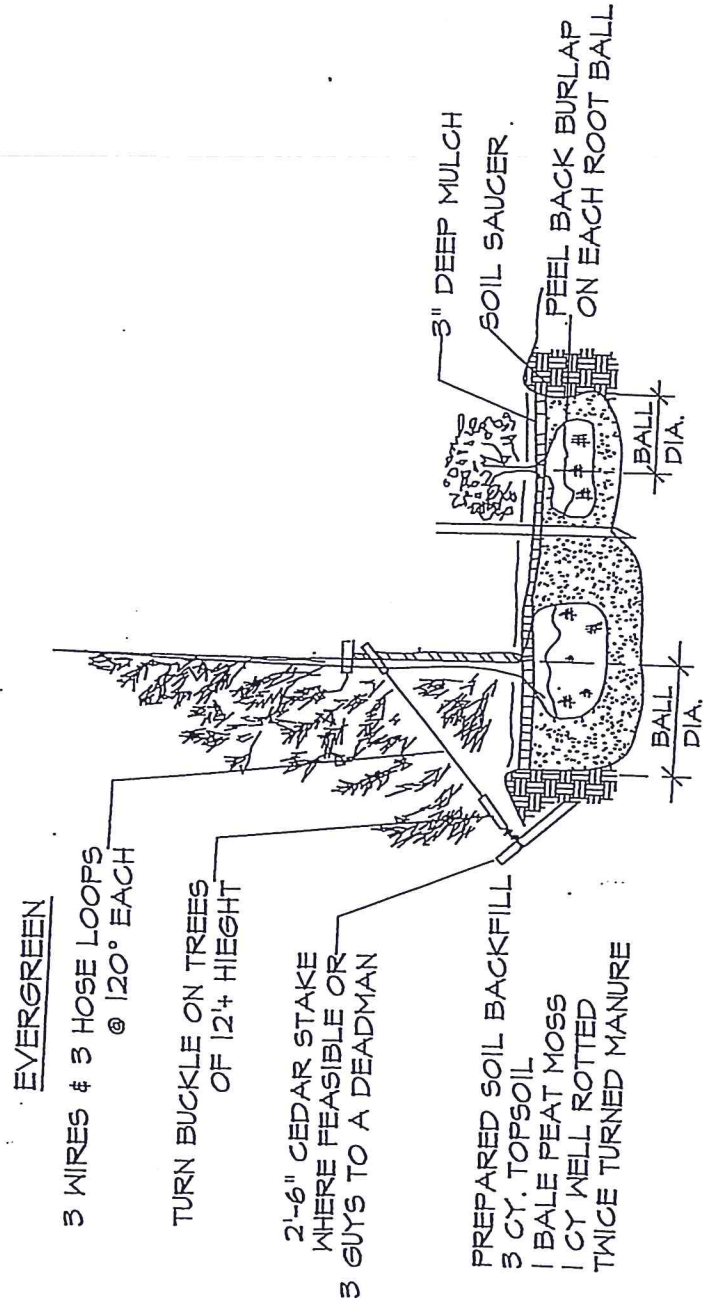 EVERGREEN
3 WIRES & 3 HOSE LOOPS
@ 120° EACH
TURN BUCKLE ON TREES
OF 12'+ HIEGHT
2'-6" CEDAR STAKE
WHERE FEASIBLE OR
3 GUYS TO A DEADMAN
PREPARED SOIL BACKFILL
3 CY. TOPSOIL
1 BALE PEAT MOSS
1 CY WELL ROTTED
TWICE TURNED MANURE
3" DEEP MULCH
SOIL SAUCER
PEEL BACK BURLAP
ON EACH ROOT BALL
BALL
DIA.
BALL
DIA.